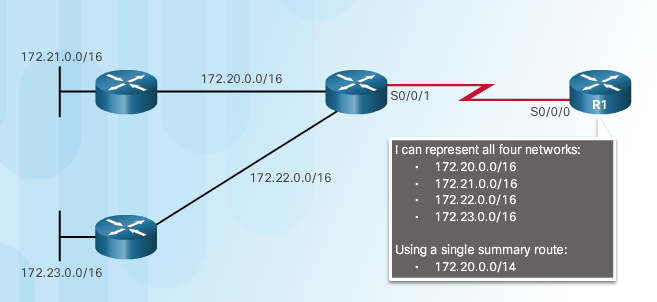 172.21.0.0/16
172.20.0.0/16
S0/0/1
S0/0/0
R1
172.22.0.0/16
172.23.0.0/16
I can represent all four networks:
· 172.20.0.0/16
· 172.21.0.0/16
· 172.22.0.0/16
· 172.23.0.0/16
Using a single summary route:
· 172.20.0.0/14